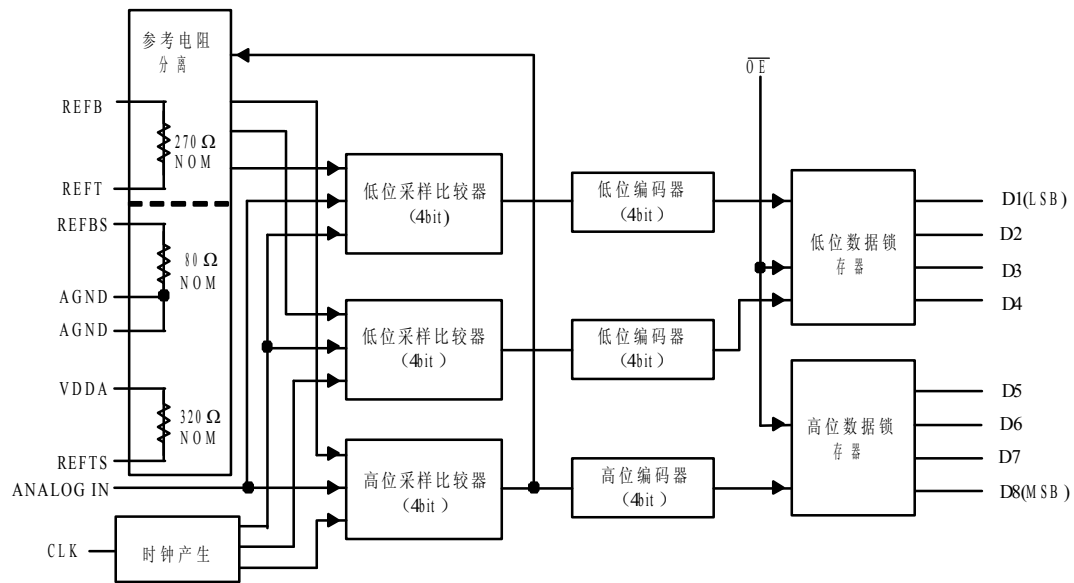 参考电阻
分离
OE
REFB
270Ω
NOM
REFT
REFBS
80Ω
NOM
AGND
AGND
VDDA
320Ω
NOM
REFTS
ANALOG IN
CLK
时钟产生
低位采样比较器
(4bit)
低位编码器
(4bit)
低位数据锁
存器
D1(LSB)
D2
D3
D4
低位采样比较器
(4bit)
低位编码器
(4bit)
高位采样比较器
(4bit)
高位编码器
(4bit)
高位数据锁
存器
D5
D6
D7
D8(MSB)